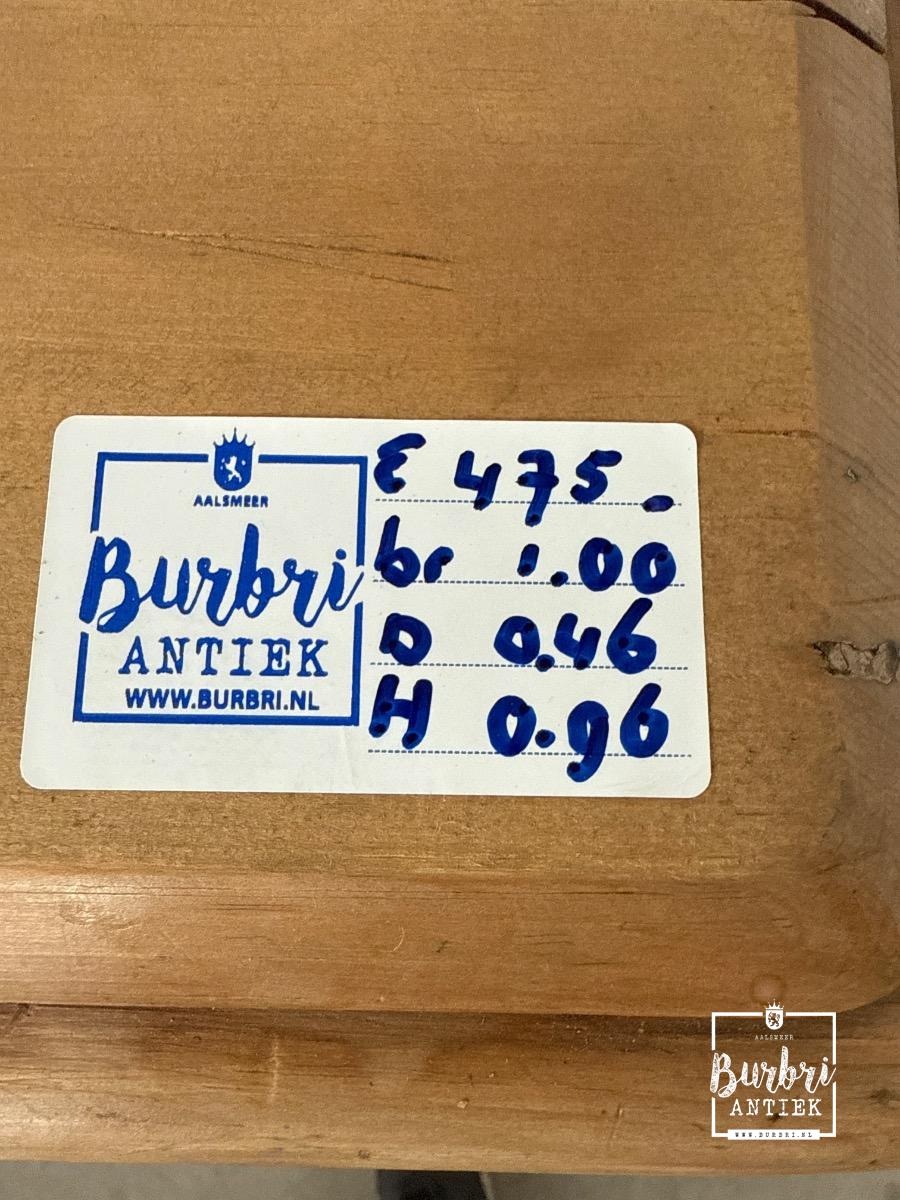 AALSMEER
Burbri
ANTIEK
WWW.BURBRI.NL
€ 475.
br 1.00
D 0.46
H 0.96
AALSMEER
Burbri
ANTIEK
WWW.BURBRI.NL